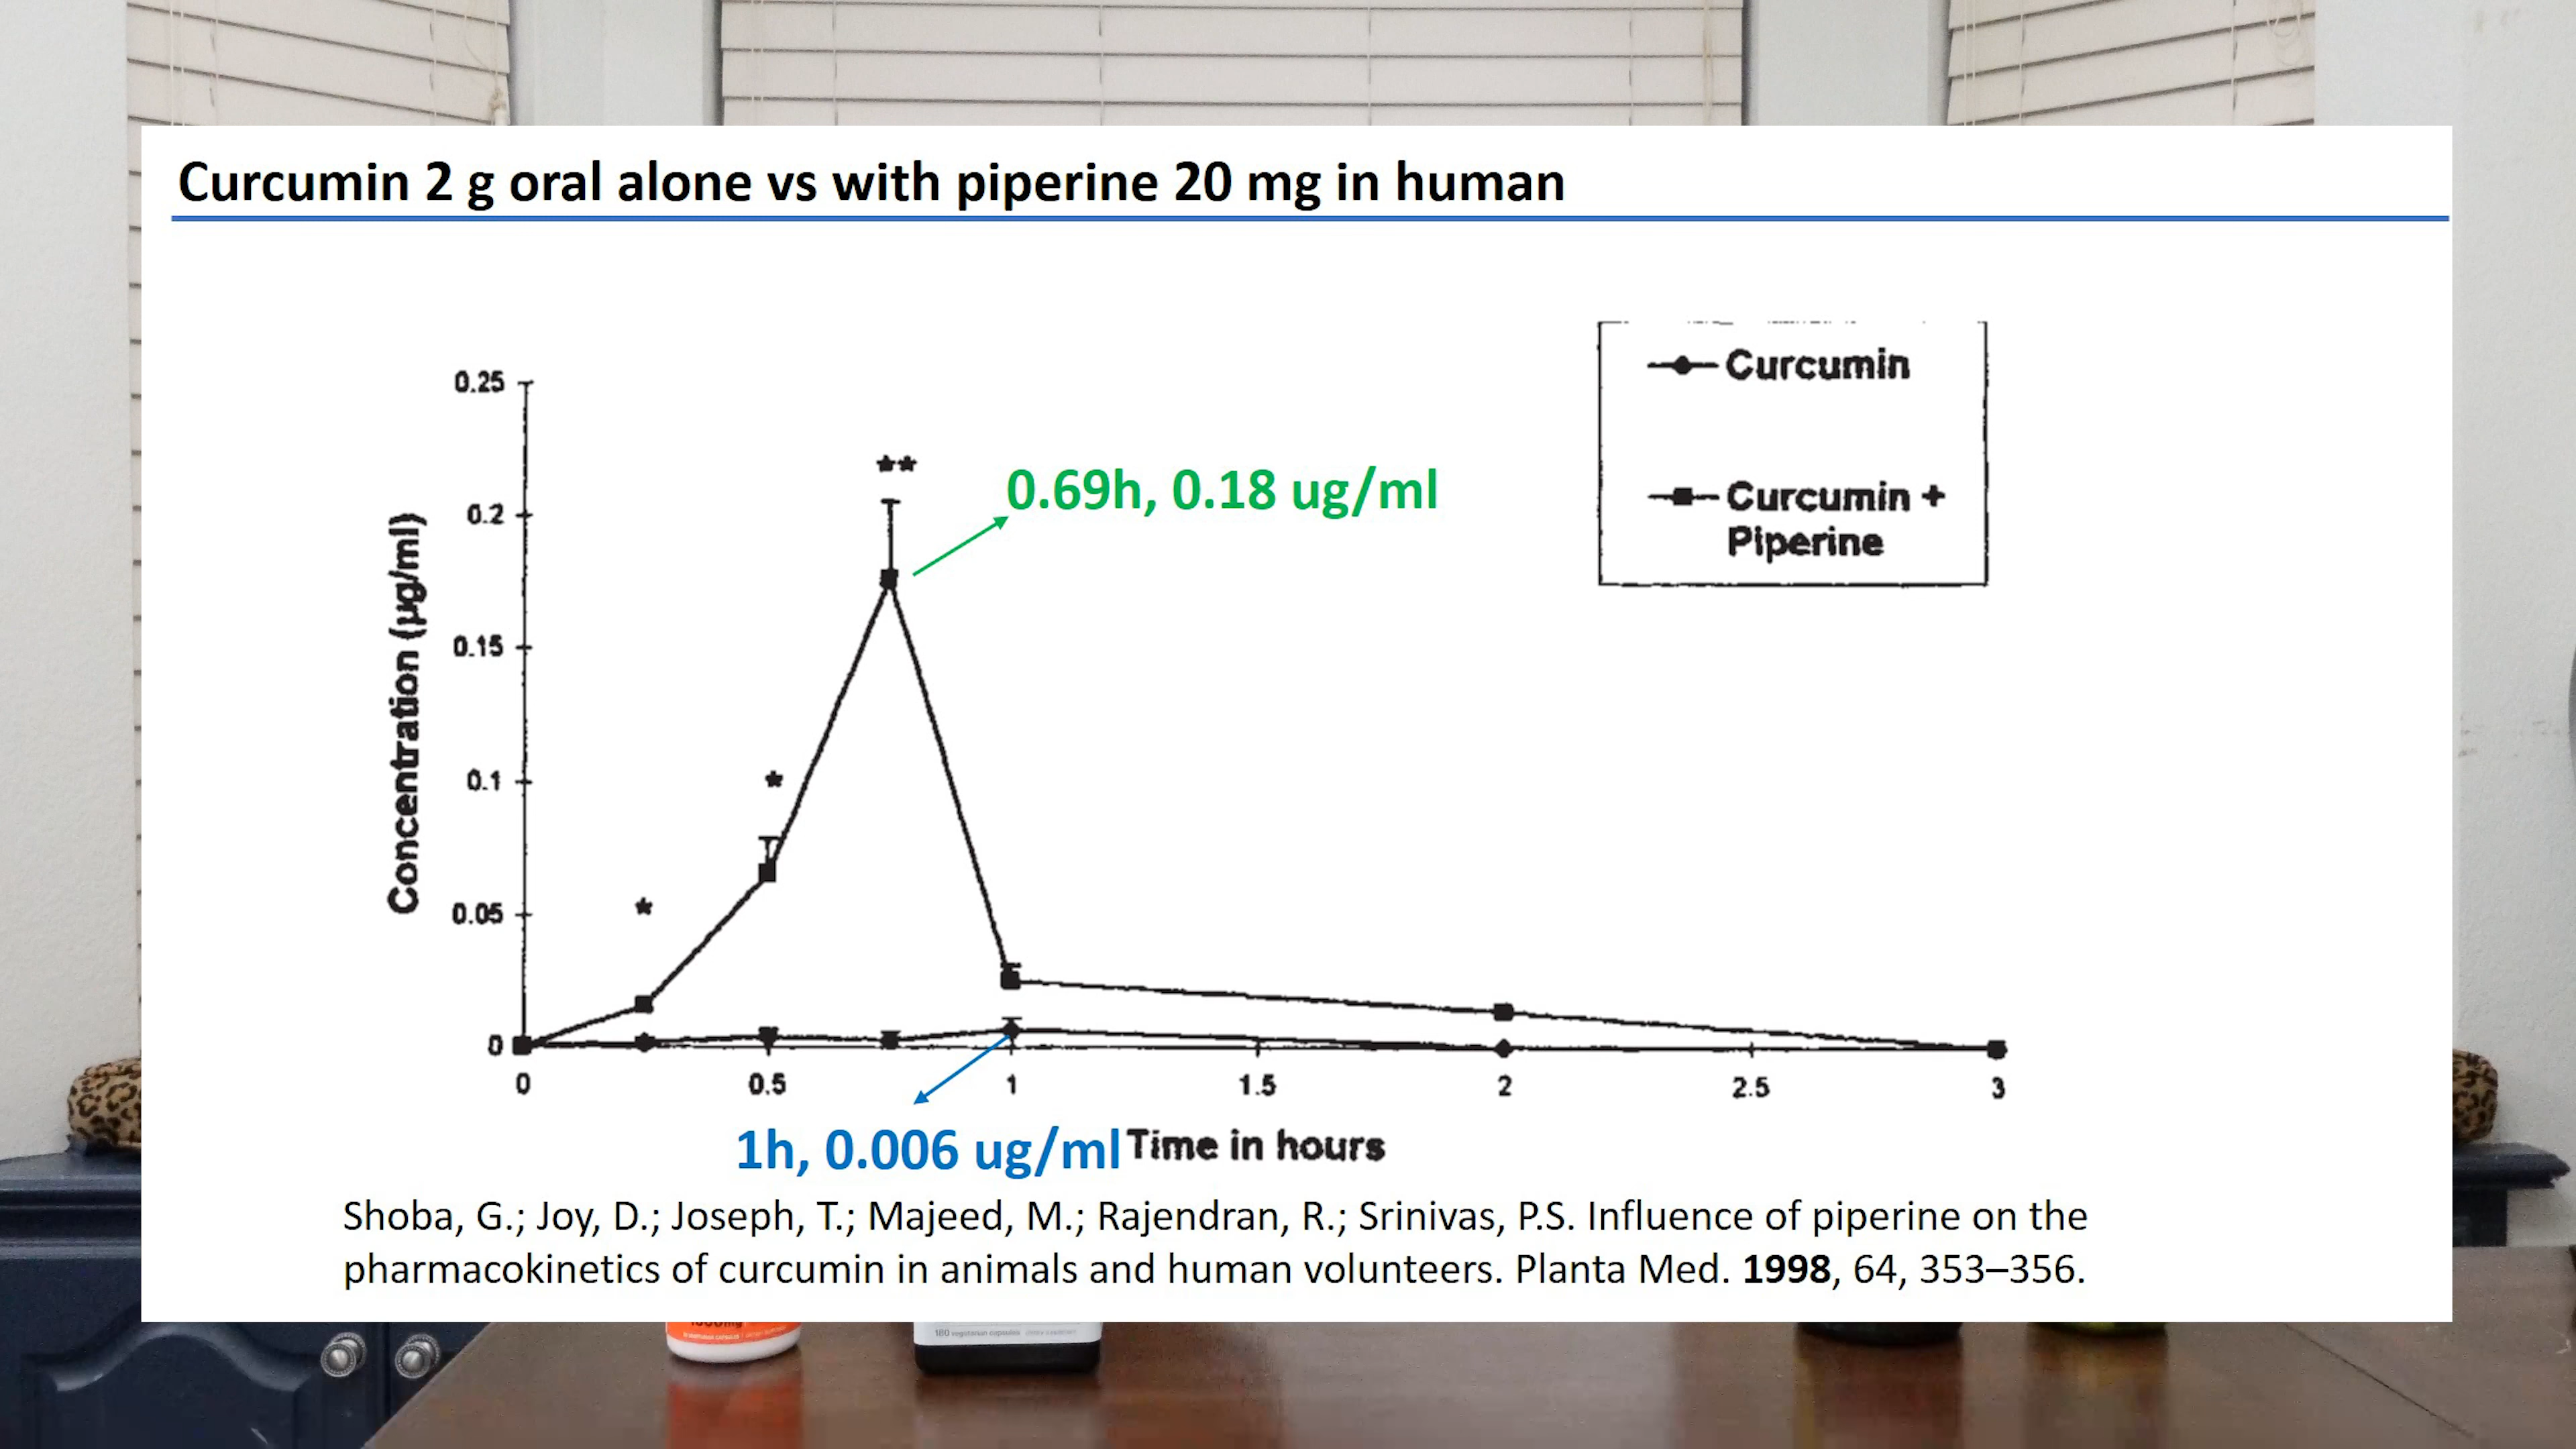 Curcumin 2 g oral alone vs with piperine 20 mg in human
Curcumin
Curcumin +
Piperine
0.25
0.2
0.15
0.1
0.05
0
Concentration (µg/ml)
**
*
*
0.69h, 0.18 ug/ml
0
0.5
1
1.5
2
2.5
3
1h, 0.006 ug/ml
Time in hours
Shoba, G.; Joy, D.; Joseph, T.; Majeed, M.; Rajendran, R.; Srinivas, P.S. Influence of piperine on the
pharmacokinetics of curcumin in animals and human volunteers. Planta Med. 1998, 64, 353–356.
180 vegetarian capsules